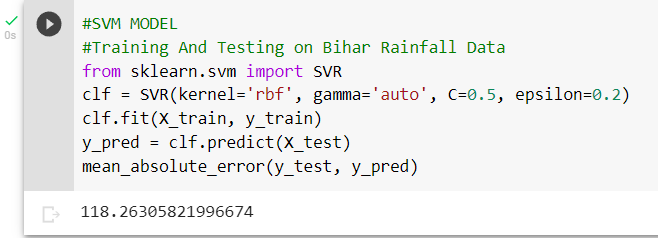 #SVM MODEL
#Training And Testing on Bihar Rainfall Data
from sklearn.svm import SVR
clf = SVR(kernel='rbf', gamma='auto', C=0.5, epsilon=0.2)
clf.fit(X_train, y_train)
y_pred = clf.predict(X_test)
mean_absolute_error(y_test, y_pred)
0s
118.26305821996674